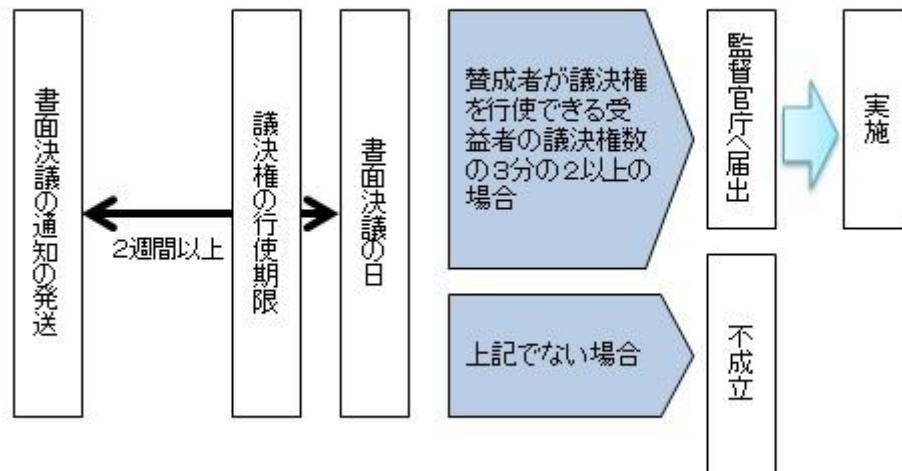 書面決議の通知の発送
2週間以上
議決権の行使期限
書面決議の日
賛成者が議決権
を行使できる受
益者の議決権数
の3分の2以上の
場合
監督官庁へ届出
実施
上記でない場合
不成立